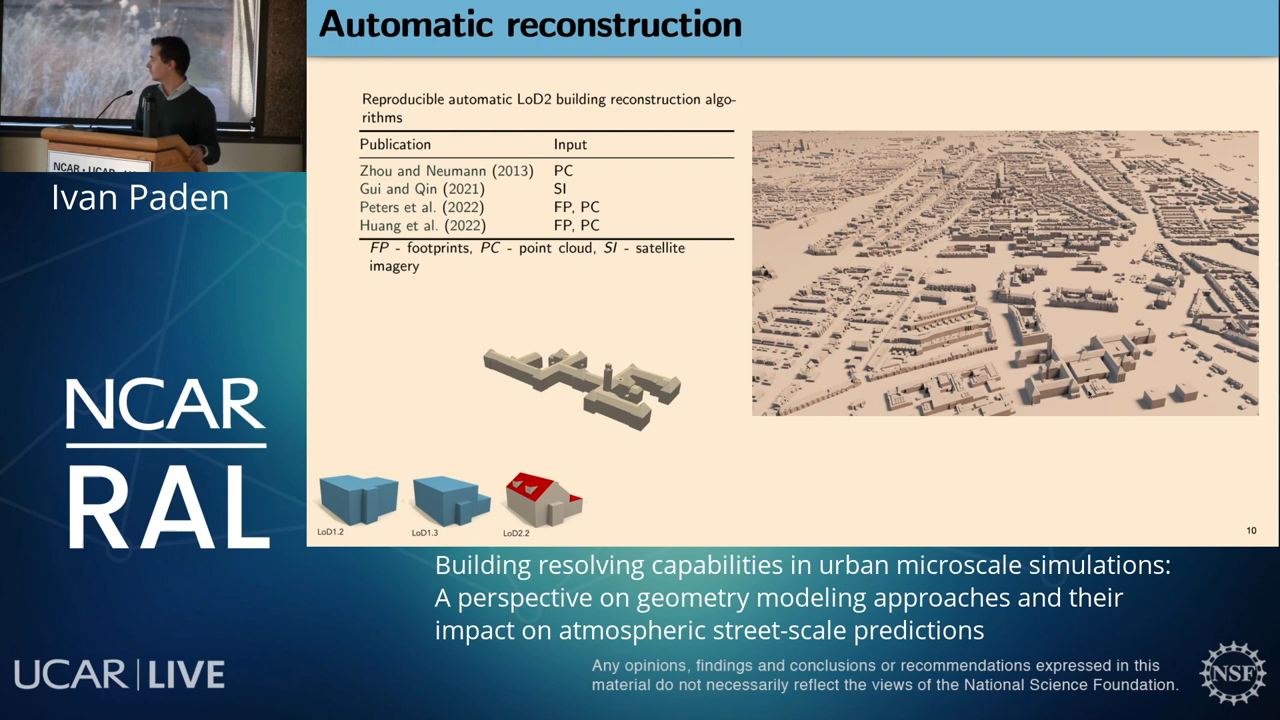 Automatic reconstruction
Reproducible automatic LoD2 building reconstruction algo-
rithms
Publication Input
Zhou and Neumann (2013) PC
Gui and Qin (2021) SI
Peters et al. (2022) FP, PC
Huang et al. (2022) FP, PC
FP - footprints, PC - point cloud, SI - satellite
imagery
LoD1.2 LoD1.3 LoD2.2
10
NCAR • UCAR •
Ivan Paden
NCAR
RAL
Building resolving capabilities in urban microscale simulations:
A perspective on geometry modeling approaches and their
impact on atmospheric street-scale predictions
UCAR | LIVE
Any opinions, findings and conclusions or recommendations expressed in this
material do not necessarily reflect the views of the National Science Foundation.
NSF